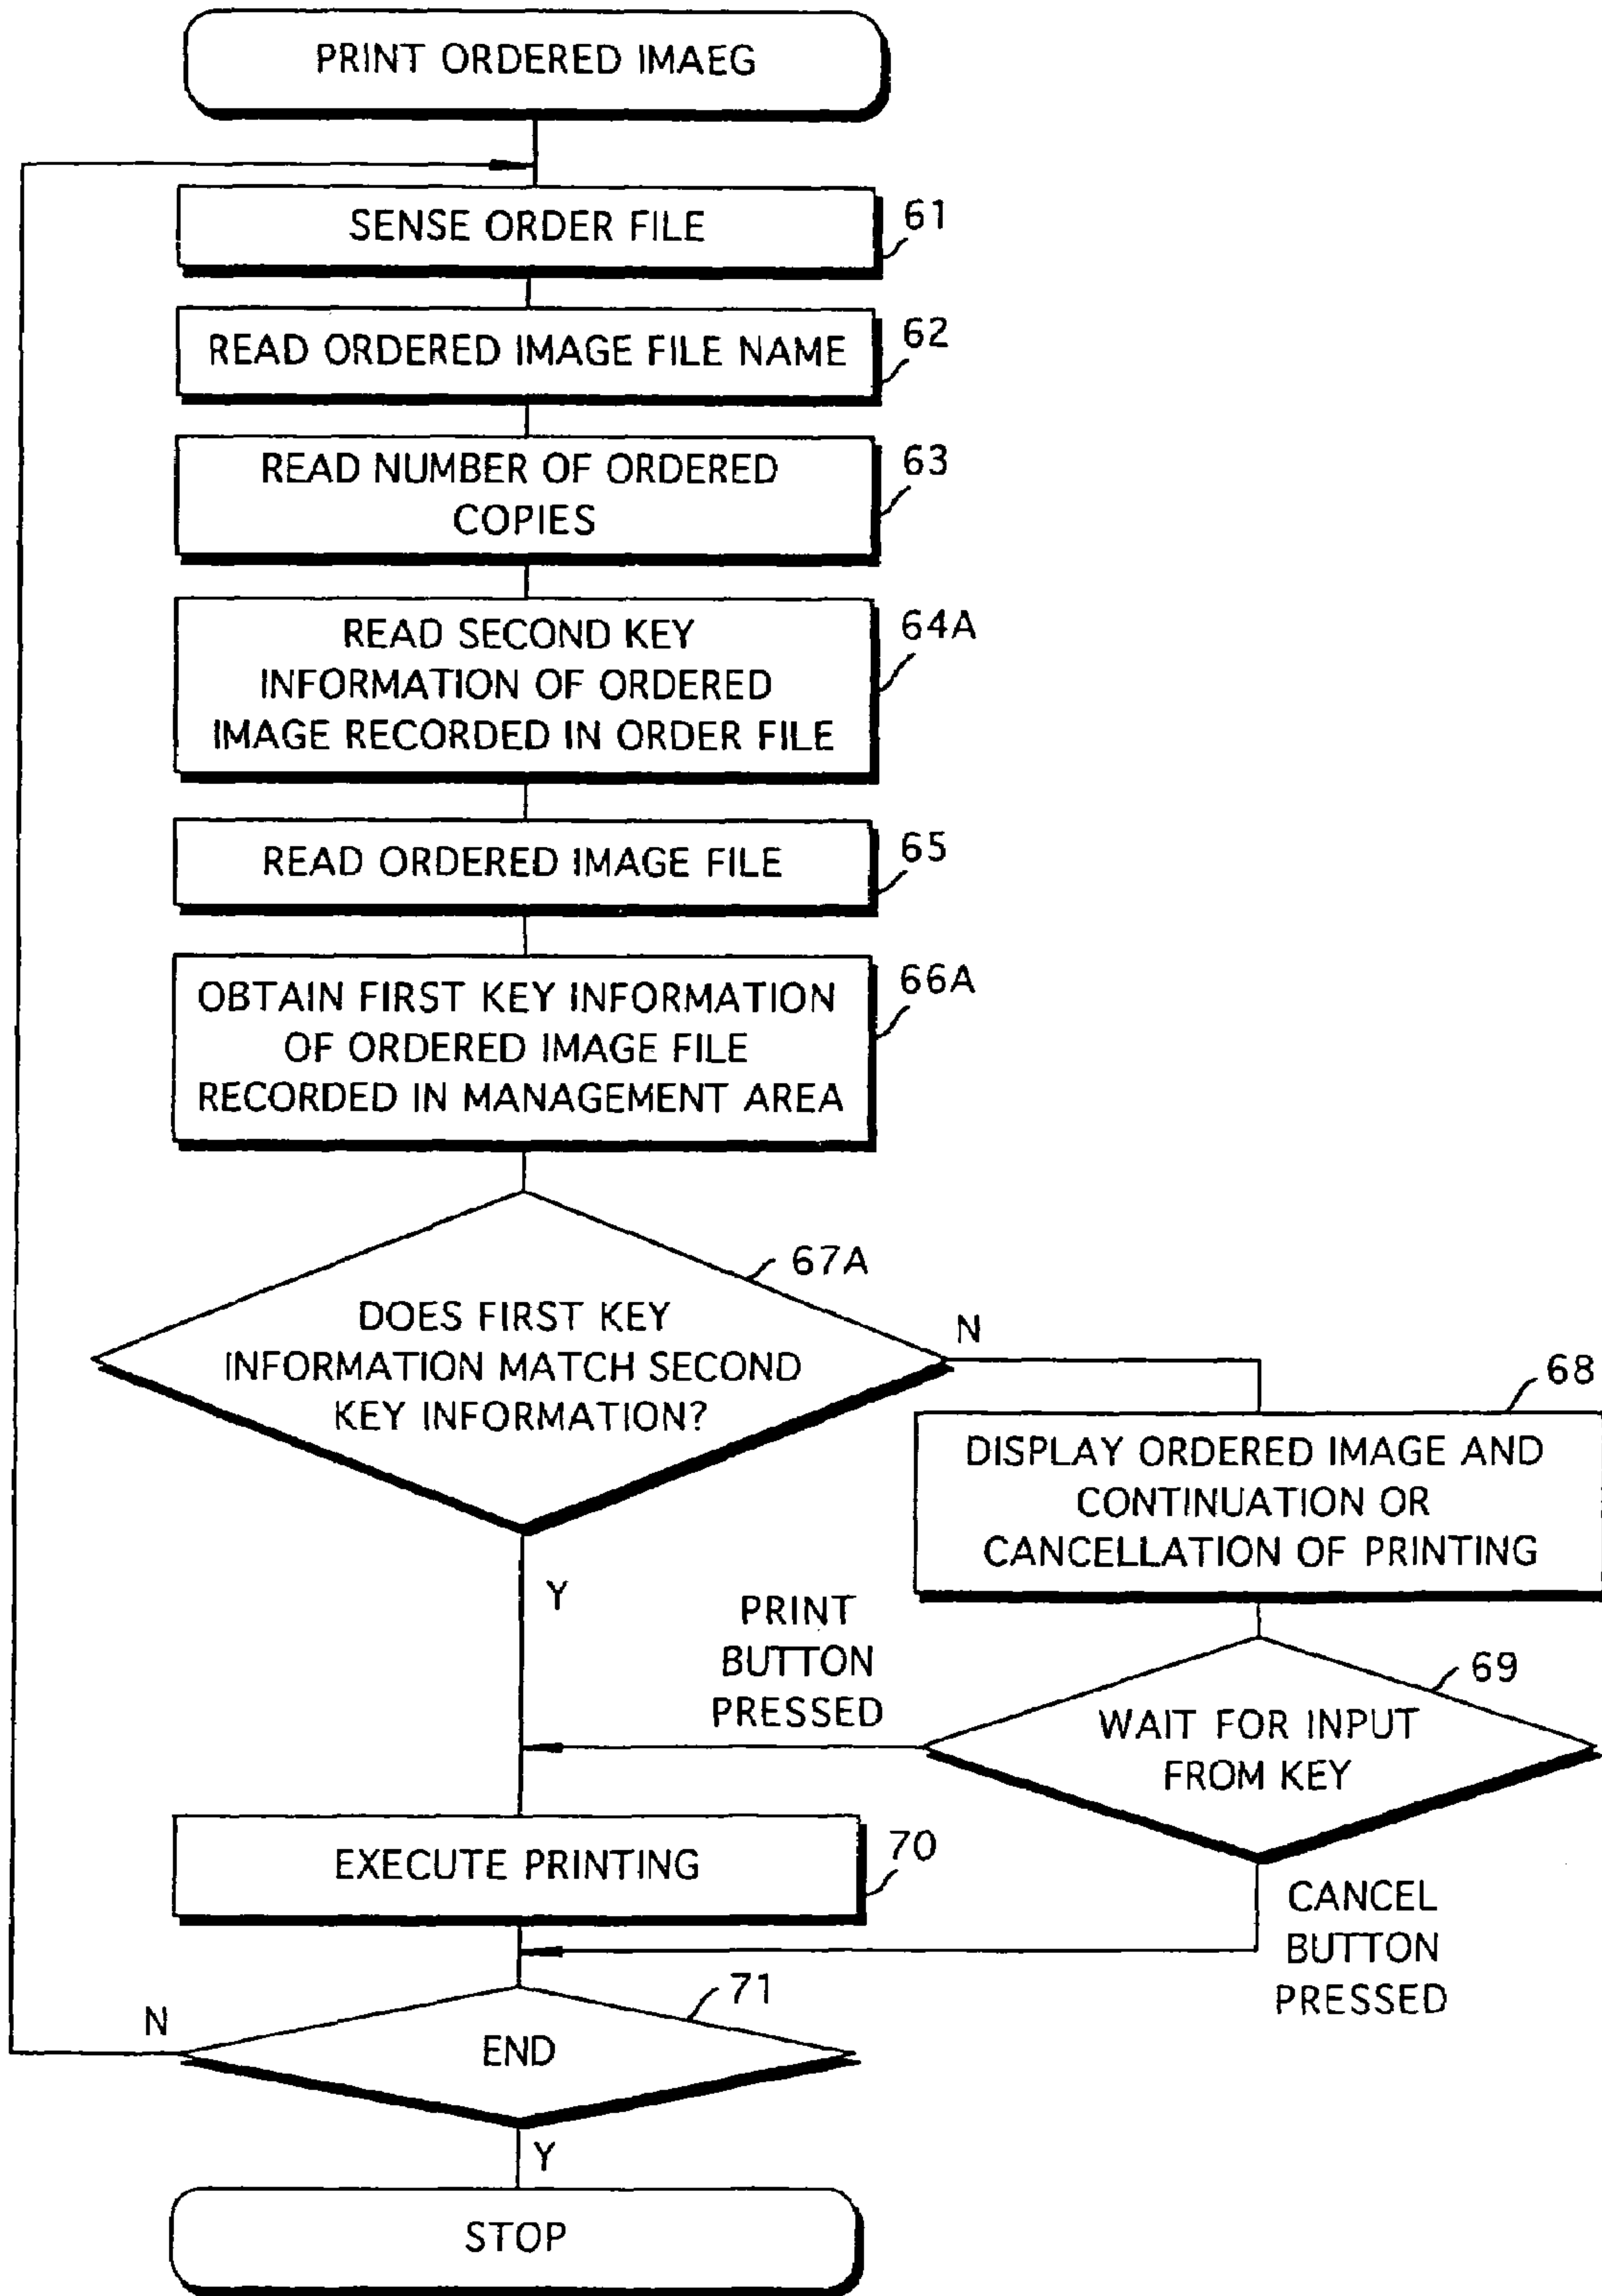 PRINT ORDERED IMAEG
SENSE ORDER FILE
61
READ ORDERED IMAGE FILE NAME
62
READ NUMBER OF ORDERED
COPIES
63
READ SECOND KEY
INFORMATION OF ORDERED
IMAGE RECORDED IN ORDER FILE
64A
READ ORDERED IMAGE FILE
65
OBTAIN FIRST KEY INFORMATION
OF ORDERED IMAGE FILE
RECORDED IN MANAGEMENT AREA
66A
67A
DOES FIRST KEY
INFORMATION MATCH SECOND
KEY INFORMATION?
N
Y
68
DISPLAY ORDERED IMAGE AND
CONTINUATION OR
CANCELLATION OF PRINTING
PRINT
BUTTON
PRESSED
69
WAIT FOR INPUT
FROM KEY
EXECUTE PRINTING
70
CANCEL
BUTTON
PRESSED
71
N
END
Y
STOP